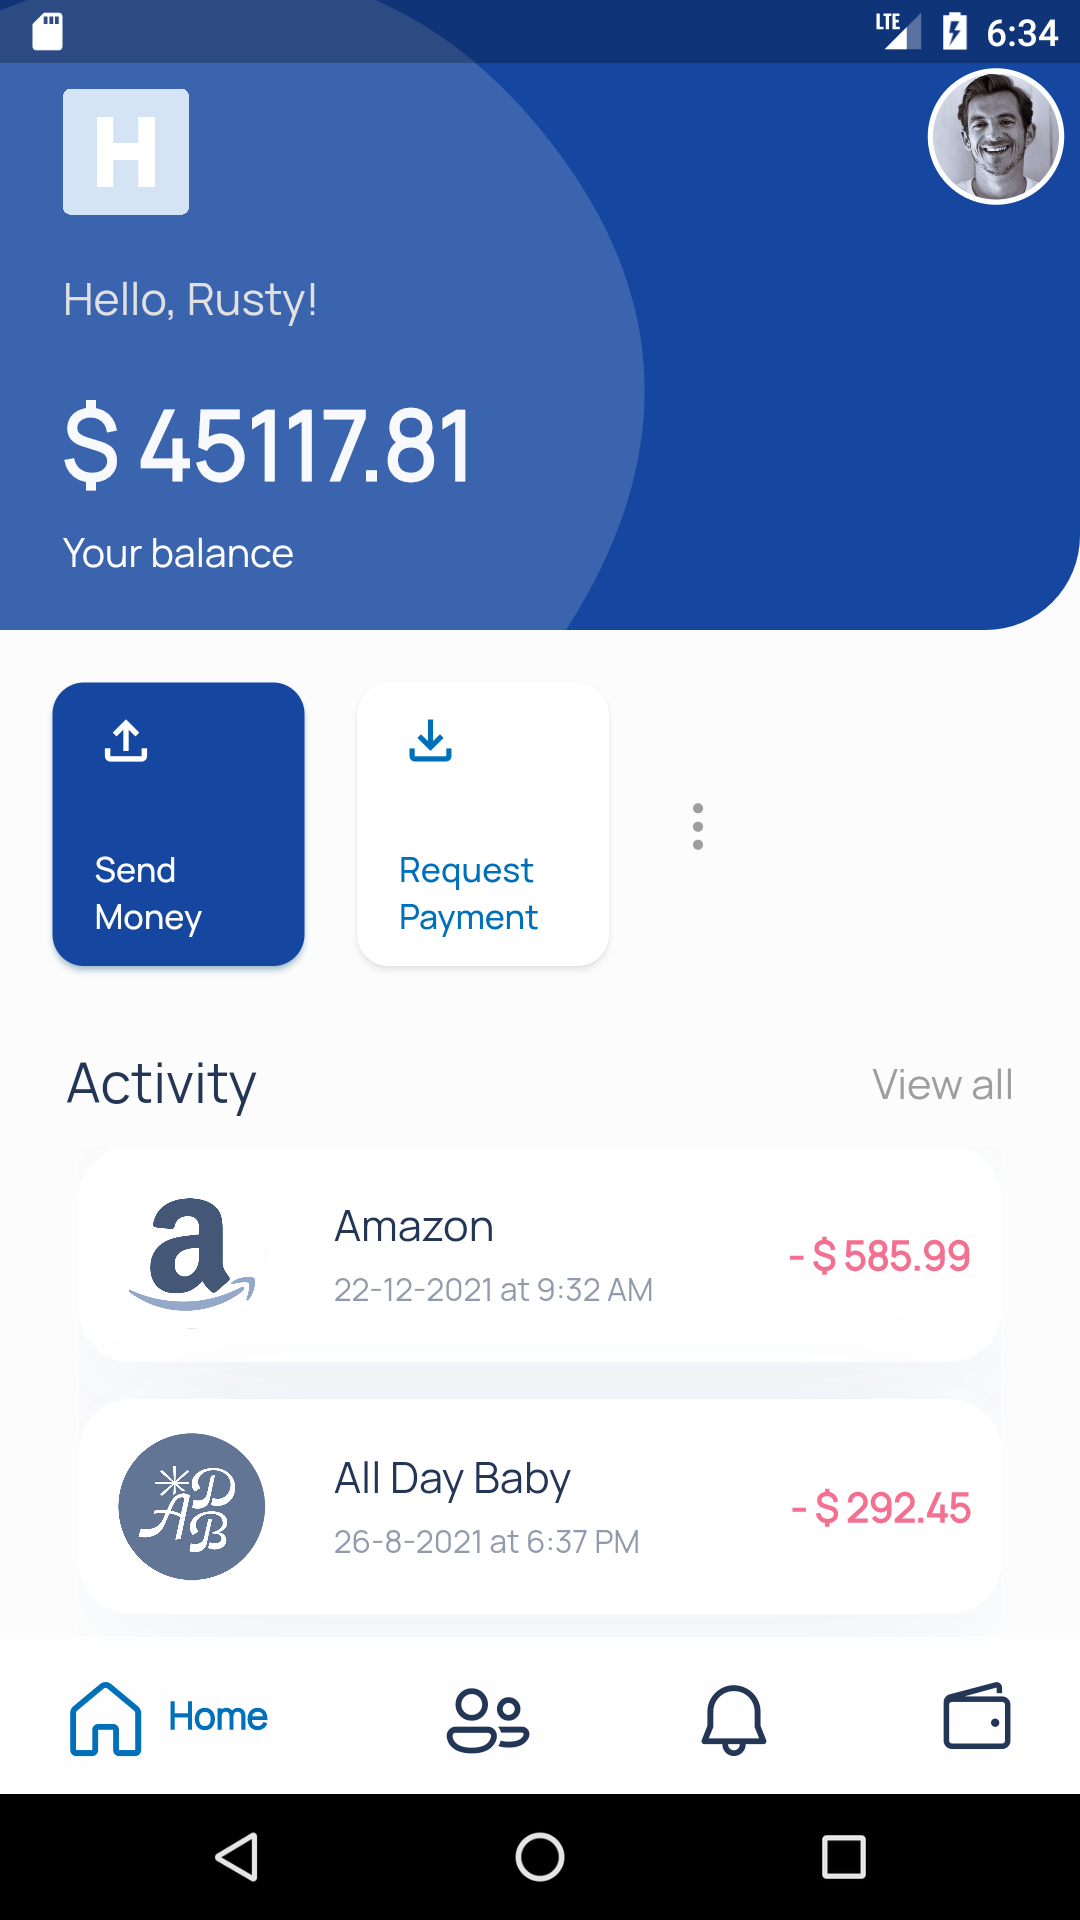 LTE 6:34
H
Hello, Rusty!
$ 45117.81
Your balance
Send
Money
Request
Payment
Activity
View all
a
Amazon
- $ 585.99
22-12-2021 at 9:32 AM
ADB
All Day Baby
- $ 292.45
26-8-2021 at 6:37 PM
Home